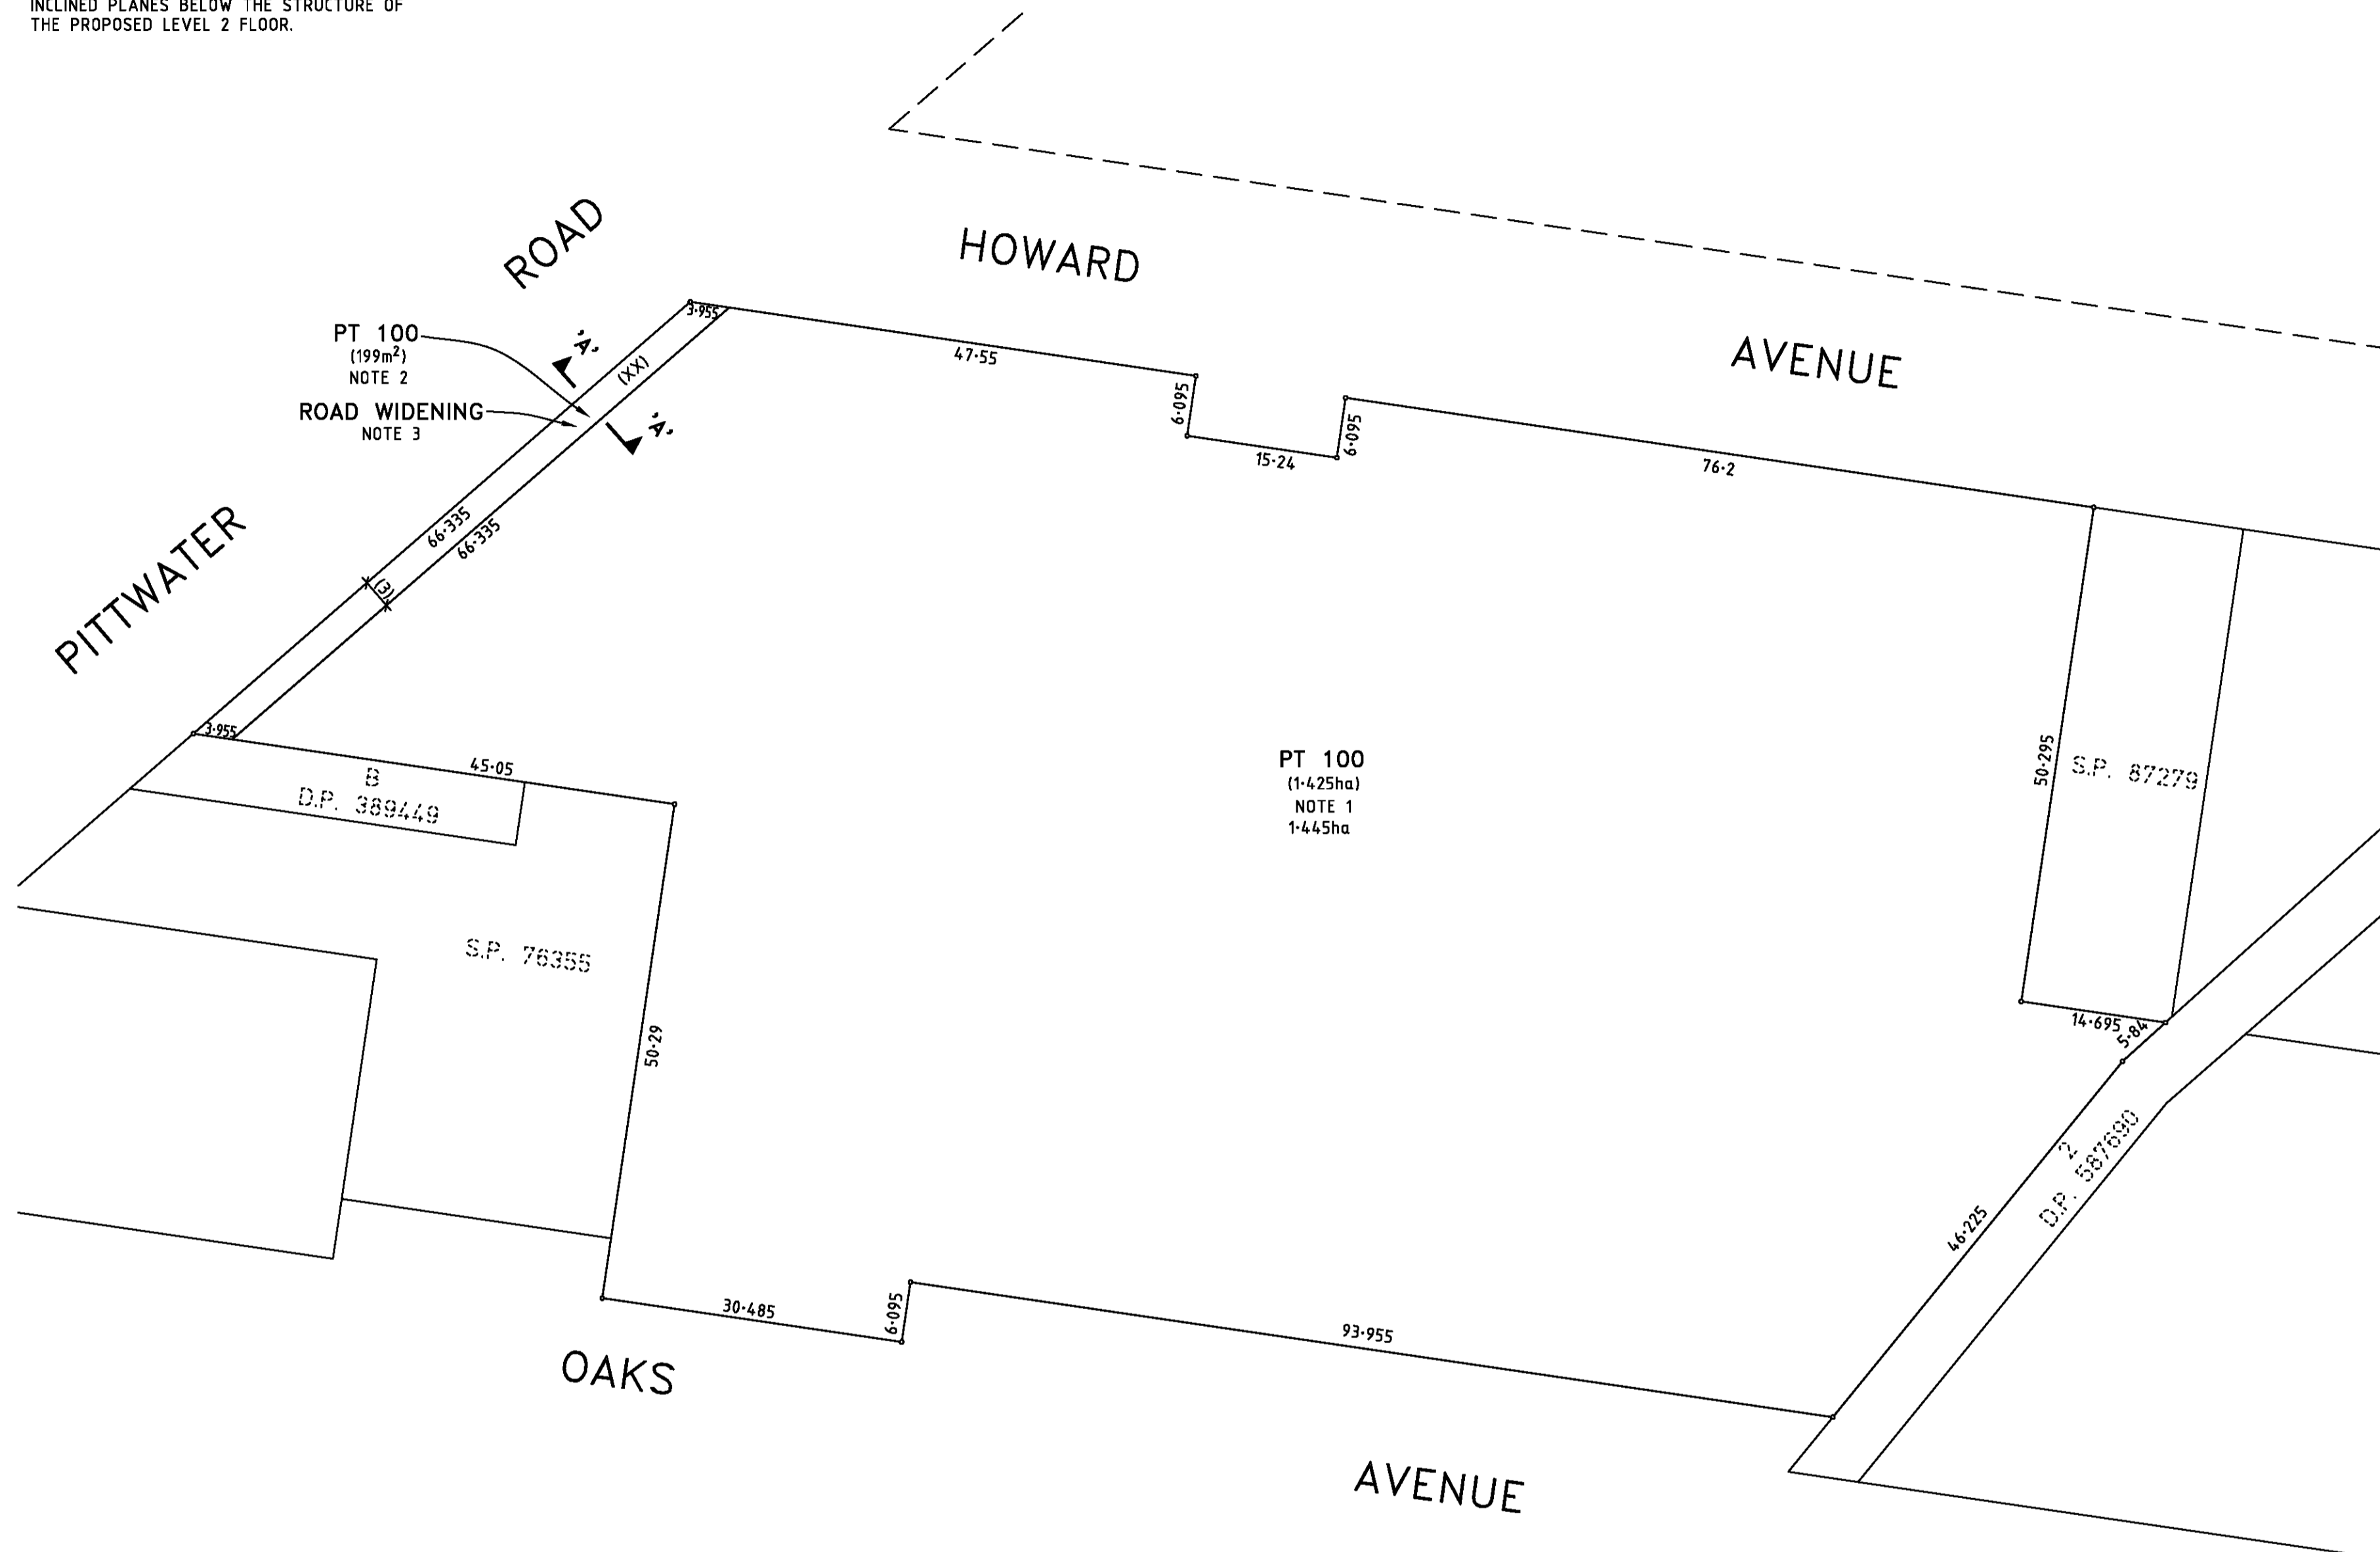 INCLINED PLANES BELOW THE STRUCTURE OF
THE PROPOSED LEVEL 2 FLOOR.
ROAD
HOWARD
AVENUE
PT 100
(199m²)
NOTE 2
ROAD WIDENING
NOTE 3
'A'
'A'
(XX)
3·955
47·55
6·095
15·24
6·095
76·2
PITTWATER
66·335
66·335
(3)
3·955
45·05
B
D.P. 389449
S.P. 76355
50·29
PT 100
(1·425ha)
NOTE 1
1·445ha
50·295
S.P. 87279
14·695
5·84
2
D.P. 587690
46·225
30·485
6·095
93·955
OAKS
AVENUE